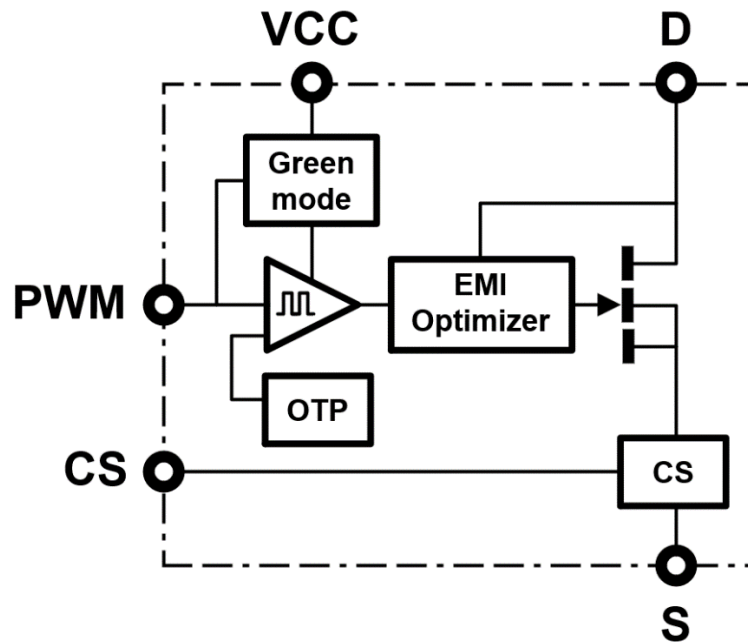 VCC
D
Green
mode
PWM
EMI
Optimizer
OTP
CS
CS
S